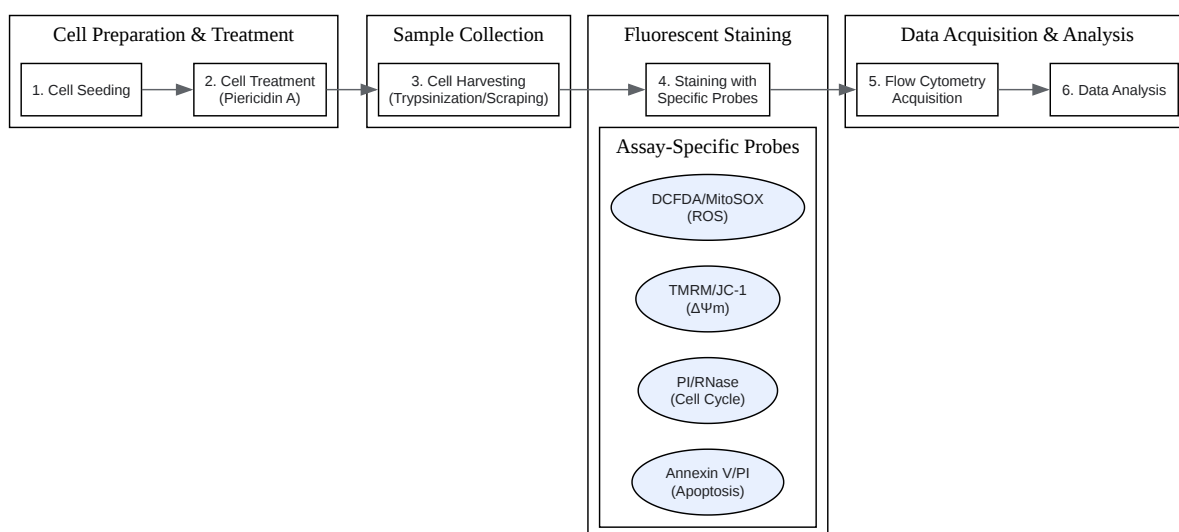 Cell Preparation & Treatment
1. Cell Seeding
2. Cell Treatment
(Piericidin A)
Sample Collection
3. Cell Harvesting
(Trypsinization/Scraping)
Fluorescent Staining
4. Staining with
Specific Probes
Assay-Specific Probes
DCFDA/MitoSOX
(ROS)
TMRM/JC-1
(ΔΨm)
PI/RNase
(Cell Cycle)
Annexin V/PI
(Apoptosis)
Data Acquisition & Analysis
5. Flow Cytometry
Acquisition
6. Data Analysis